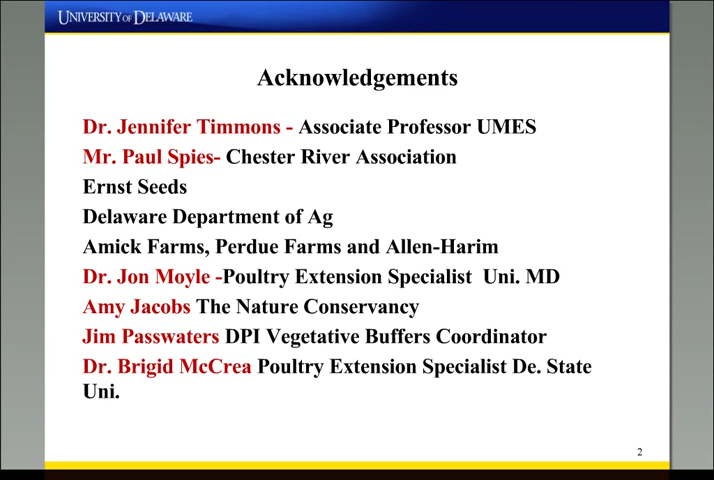 UNIVERSITY OF DELAWARE
Acknowledgements
Dr. Jennifer Timmons - Associate Professor UMES
Mr. Paul Spies- Chester River Association
Ernst Seeds
Delaware Department of Ag
Amick Farms, Perdue Farms and Allen-Harim
Dr. Jon Moyle -Poultry Extension Specialist Uni. MD
Amy Jacobs The Nature Conservancy
Jim Passwaters DPI Vegetative Buffers Coordinator
Dr. Brigid McCrea Poultry Extension Specialist De. State
Uni.
2